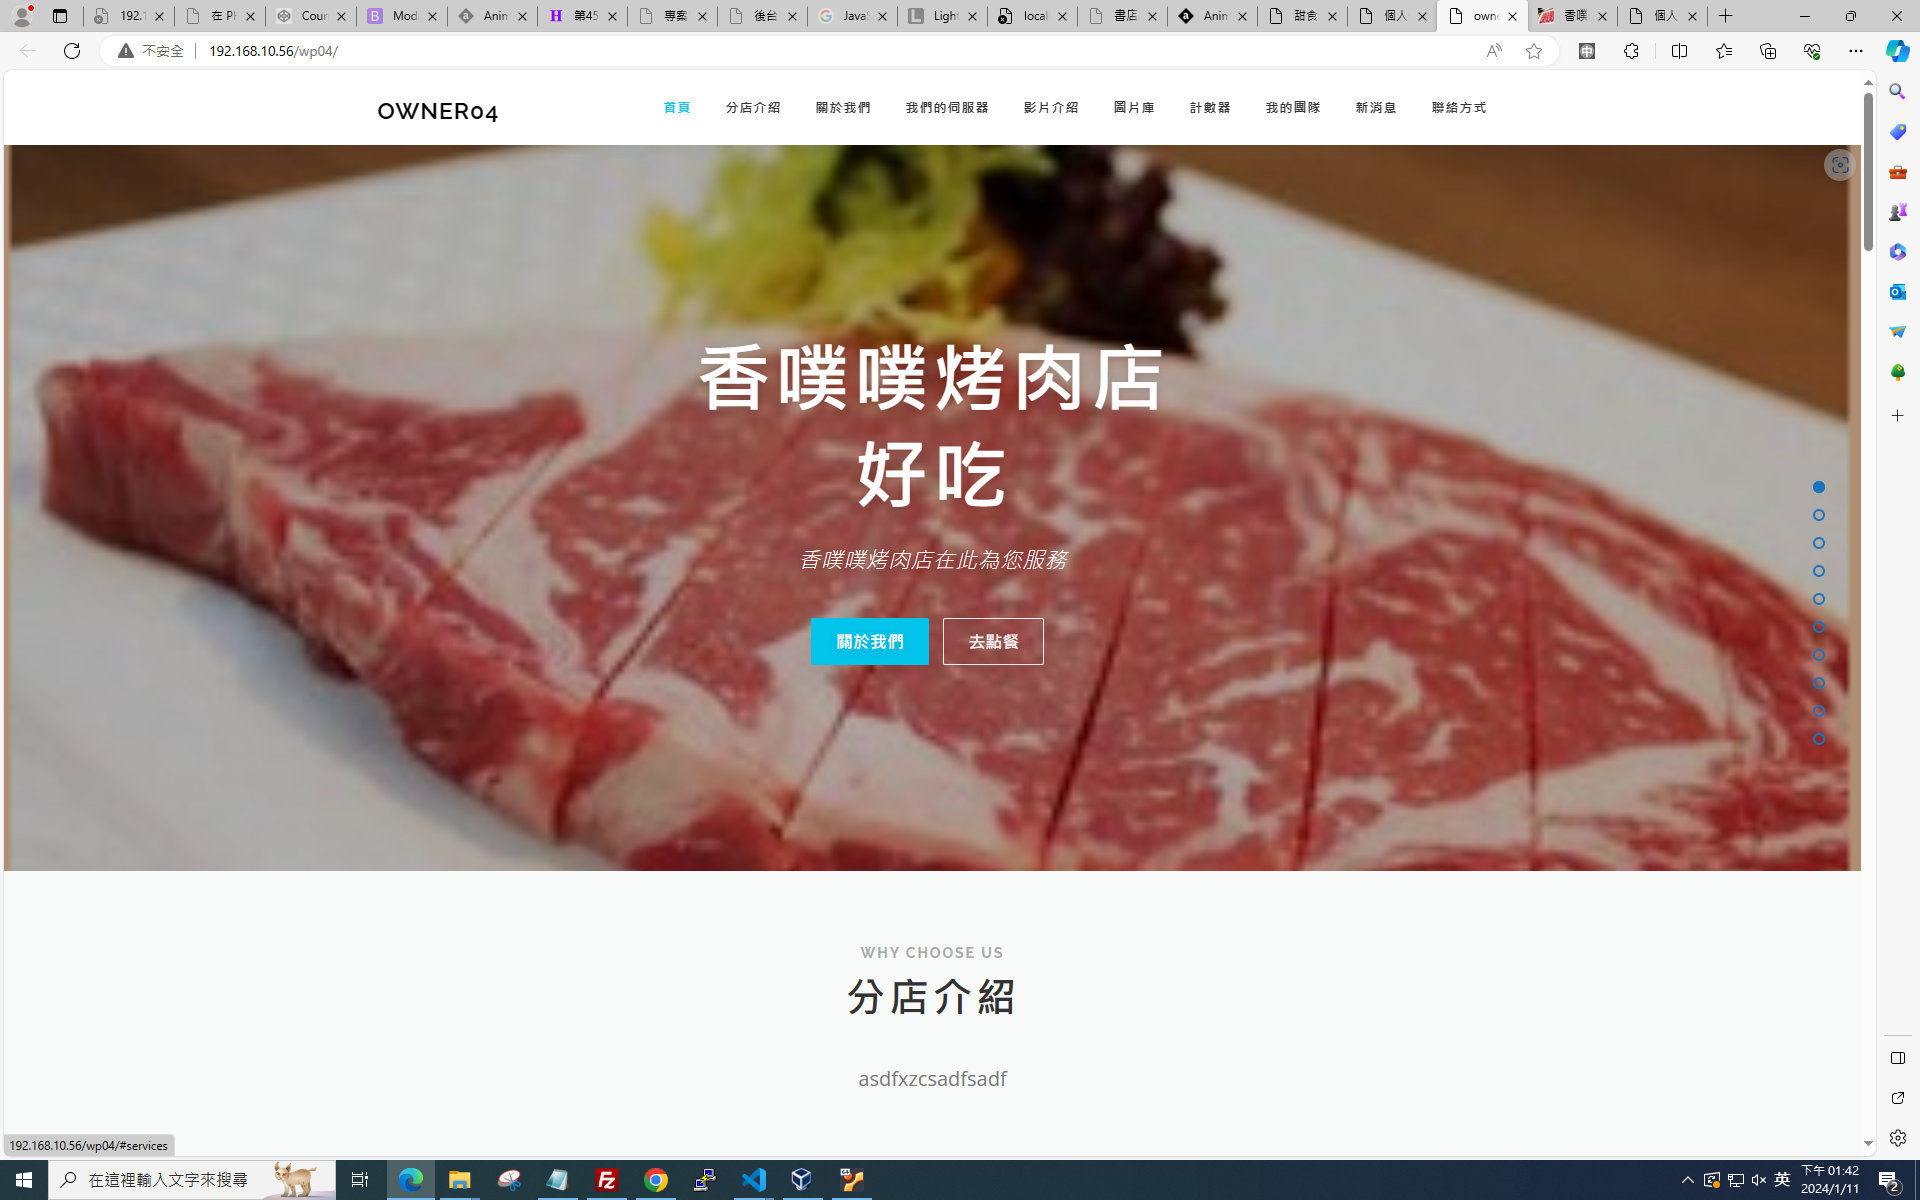 192.1
在 PH
Cour
Mod
Anim
第45
專案
後台
JavaS
Light
local
書店
Anim
甜食
個人
owne
香噗
個人
不安全 192.168.10.56/wp04/
OWNER04
首頁 分店介紹 關於我們 我們的伺服器 影片介紹 圖片庫 計數器 我的團隊 新消息 聯絡方式
香噗噗烤肉店
好吃
香噗噗烤肉店在此為您服務
關於我們 去點餐
WHY CHOOSE US
分店介紹
asdfxzcsadfsadf
192.168.10.56/wp04/#services
在這裡輸入文字來搜尋
英
下午 01:42
2024/1/11
2